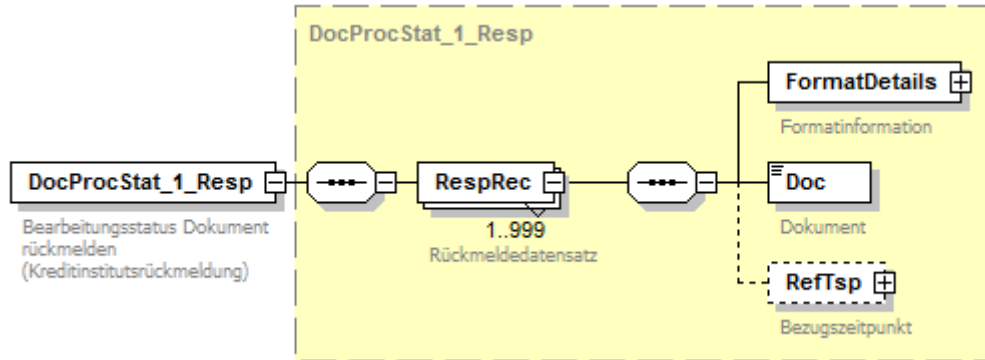 DocProcStat_1_Resp
FormatDetails
Formatinformation
DocProcStat_1_Resp
Bearbeitungsstatus Dokument
rückmelden
(Kreditinstitutsrückmeldung)
RespRec
1..999
Rückmeldedatensatz
Doc
Dokument
RefTsp
Bezugszeitpunkt